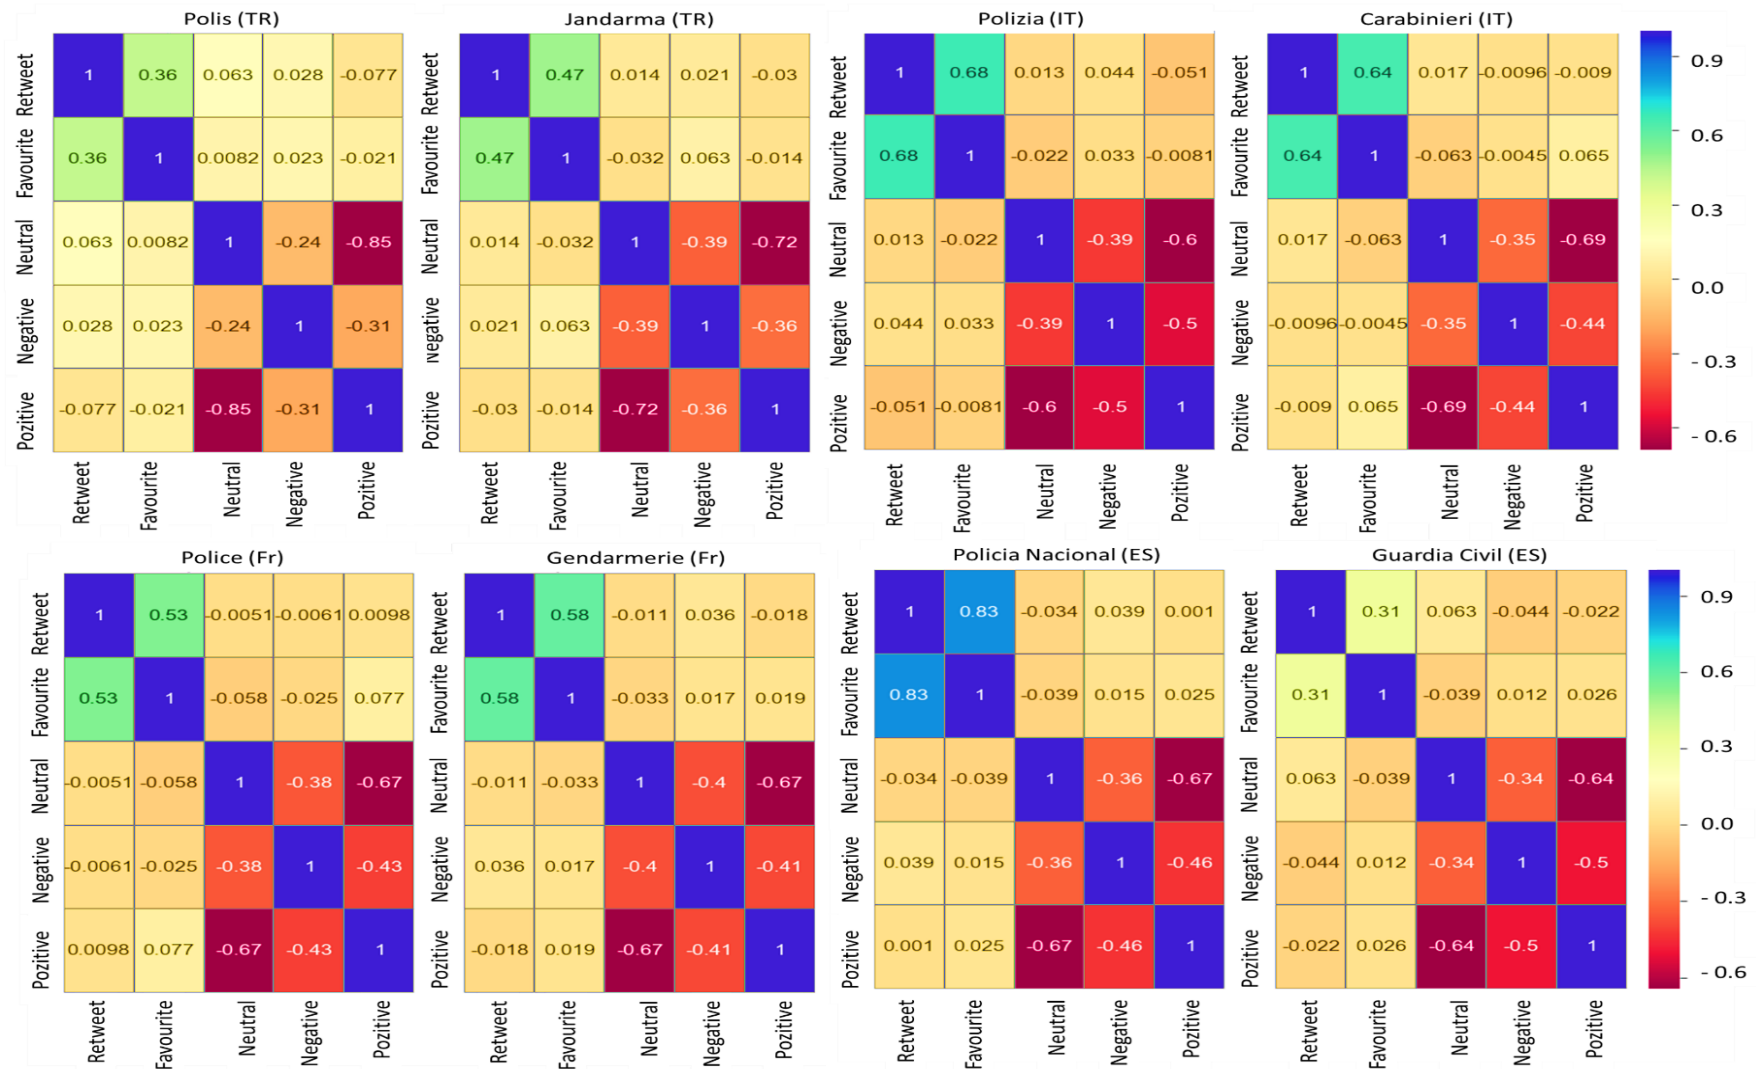 Polis (TR)
Jandarma (TR)
Polizia (IT)
Carabinieri (IT)
Retweet 1 0.36 0.063 0.028 -0.077
Favourite 0.36 1 0.0082 0.023 -0.021
Neutral 0.063 0.0082 1 -0.24 -0.85
Negative 0.028 0.023 -0.24 1 -0.31
Pozitive -0.077 -0.021 -0.85 -0.31 1
Retweet Favourite Neutral Negative Pozitive
Retweet 1 0.47 0.014 0.021 -0.03
Favourite 0.47 1 -0.032 0.063 -0.014
Neutral 0.014 -0.032 1 -0.39 -0.72
Negative 0.021 0.063 -0.39 1 -0.36
Pozitive -0.03 -0.014 -0.72 -0.36 1
Retweet Favourite Neutral Negative Pozitive
Retweet 1 0.68 0.013 0.044 -0.051
Favourite 0.68 1 -0.022 0.033 -0.0081
Neutral 0.013 -0.022 1 -0.39 -0.6
Negative 0.044 0.033 -0.39 1 -0.5
Pozitive -0.051 -0.0081 -0.6 -0.5 1
Retweet Favourite Neutral Negative Pozitive
Retweet 1 0.64 0.017 -0.0096 -0.009
Favourite 0.64 1 -0.063 -0.0045 0.065
Neutral 0.017 -0.063 1 -0.35 -0.69
Negative -0.0096 -0.0045 -0.35 1 -0.44
Pozitive -0.009 0.065 -0.69 -0.44 1
Retweet Favourite Neutral Negative Pozitive
0.9
0.6
0.3
0.0
- 0.3
- 0.6
Police (Fr)
Gendarmerie (Fr)
Policia Nacional (ES)
Guardia Civil (ES)
Retweet 1 0.53 -0.0051 -0.0061 0.0098
Favourite 0.53 1 -0.058 -0.025 0.077
Neutral -0.0051 -0.058 1 -0.38 -0.67
Negative -0.0061 -0.025 -0.38 1 -0.43
Pozitive 0.0098 0.077 -0.67 -0.43 1
Retweet Favourite Neutral Negative Pozitive
Retweet 1 0.58 -0.011 0.036 -0.018
Favourite 0.58 1 -0.033 0.017 0.019
Neutral -0.011 -0.033 1 -0.4 -0.67
Negative 0.036 0.017 -0.4 1 -0.41
Pozitive -0.018 0.019 -0.67 -0.41 1
Retweet Favourite Neutral Negative Pozitive
Retweet 1 0.83 -0.034 0.039 0.001
Favourite 0.83 1 -0.039 0.015 0.025
Neutral -0.034 -0.039 1 -0.36 -0.67
Negative 0.039 0.015 -0.36 1 -0.46
Pozitive 0.001 0.025 -0.67 -0.46 1
Retweet Favourite Neutral Negative Pozitive
Retweet 1 0.31 0.063 -0.044 -0.022
Favourite 0.31 1 -0.039 0.012 0.026
Neutral 0.063 -0.039 1 -0.34 -0.64
Negative -0.044 0.012 -0.34 1 -0.5
Pozitive -0.022 0.026 -0.64 -0.5 1
Retweet Favourite Neutral Negative Pozitive
0.9
0.6
0.3
0.0
- 0.3
- 0.6